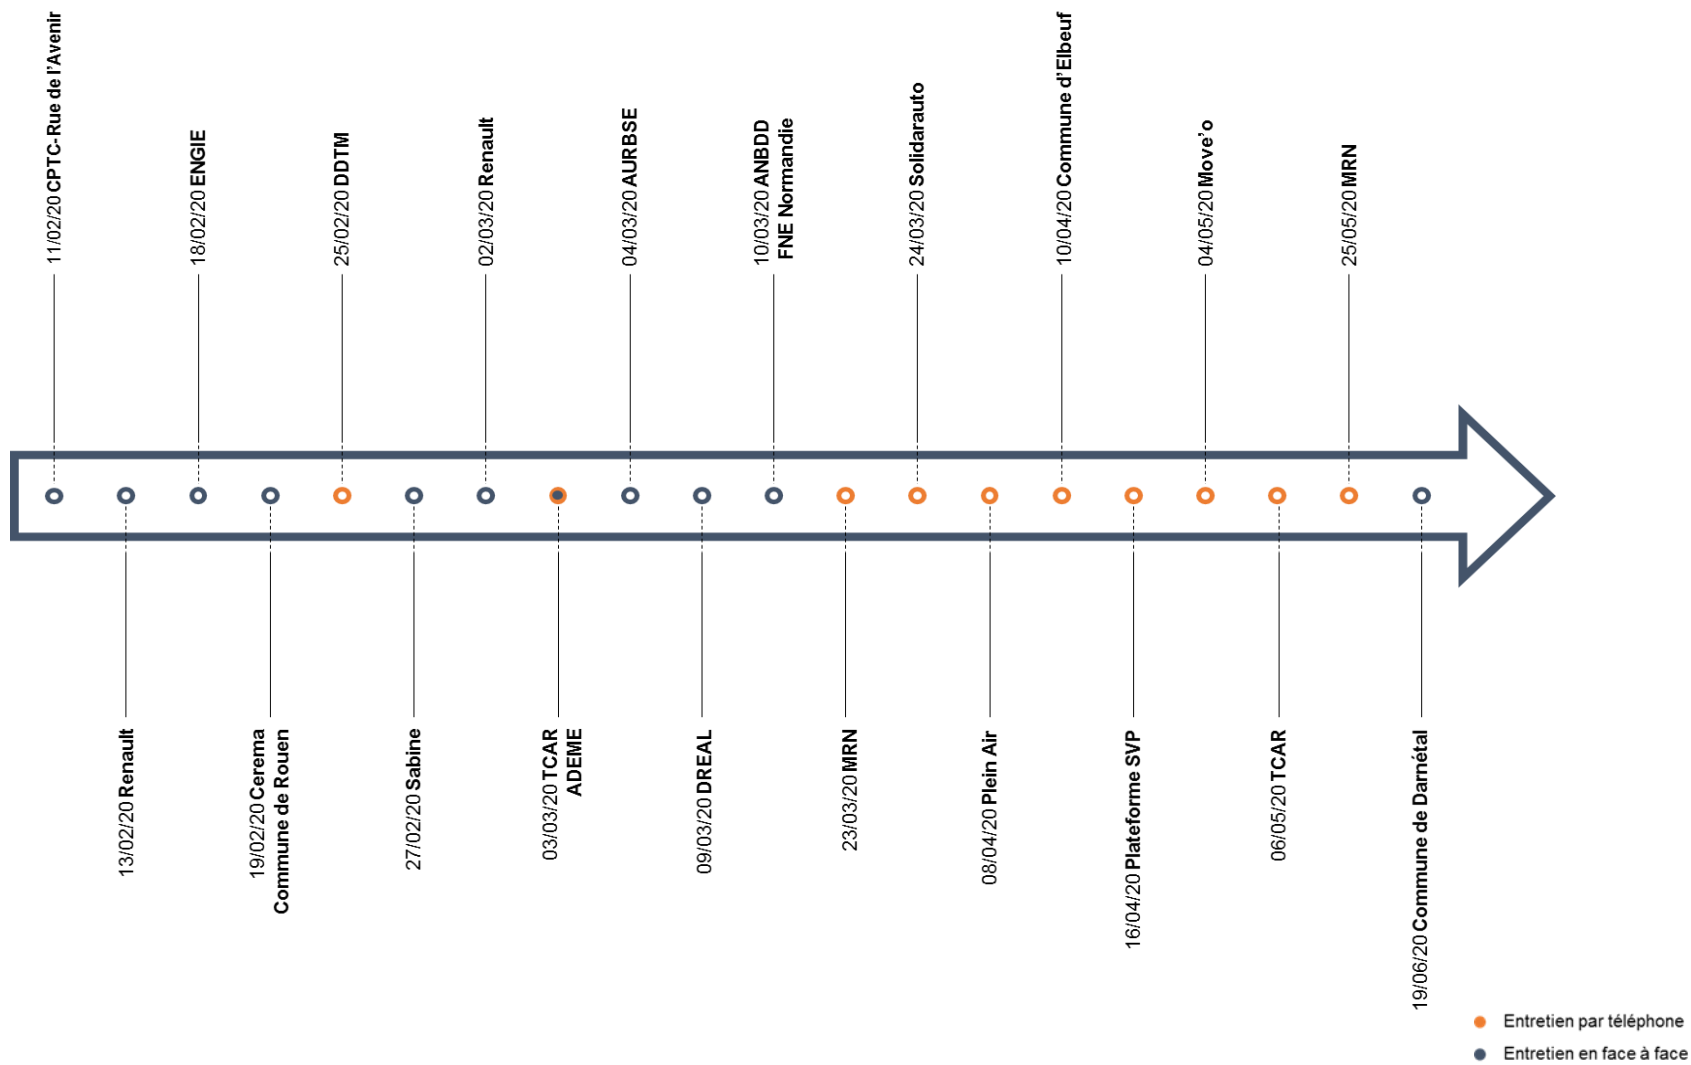 11/02/20 CPTC-Rue de l'Avenir
18/02/20 ENGIE
25/02/20 DDTM
02/03/20 Renault
04/03/20 AURBSE
10/03/20 ANBDD
FNE Normandie
24/03/20 Solidarauto
10/04/20 Commune d'Elbeuf
04/05/20 Move'o
25/05/20 MRN
13/02/20 Renault
19/02/20 Cerema
Commune de Rouen
27/02/20 Sabine
03/03/20 TCAR
ADEME
09/03/20 DREAL
23/03/20 MRN
08/04/20 Plein Air
16/04/20 Plateforme SVP
06/05/20 TCAR
19/06/20 Commune de Darnétal
Entretien par téléphone
Entretien en face à face